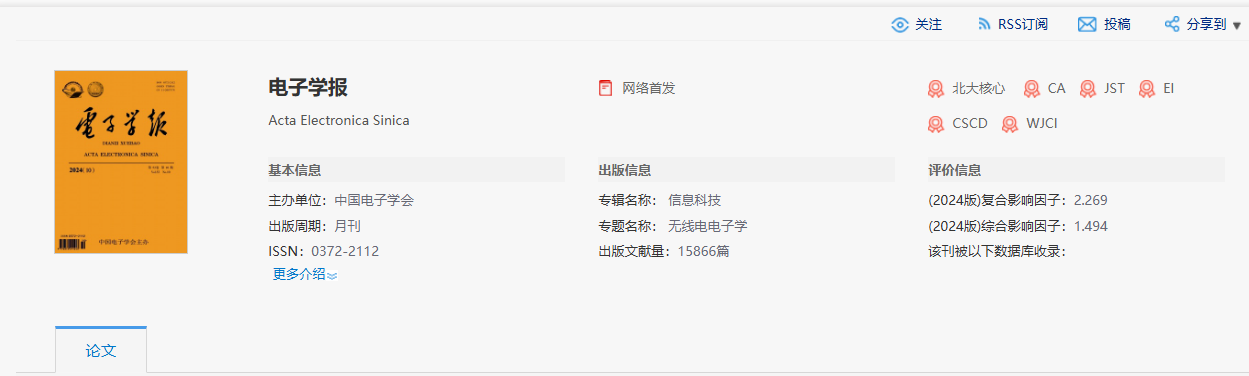 关注 RSS订阅 投稿 分享到
電子学报
DIANZI XUEBAO
ACTA ELECTRONICA SINICA
2024(10)
中国电子学会主办
电子学报
Acta Electronica Sinica
网络首发
北大核心 CA JST EI
CSCD WJCI
基本信息
主办单位：中国电子学会
出版周期：月刊
ISSN：0372-2112
更多介绍
出版信息
专辑名称： 信息科技
专题名称： 无线电电子学
出版文献量：15866篇
评价信息
(2024版)复合影响因子：2.269
(2024版)综合影响因子：1.494
该刊被以下数据库收录：
论文